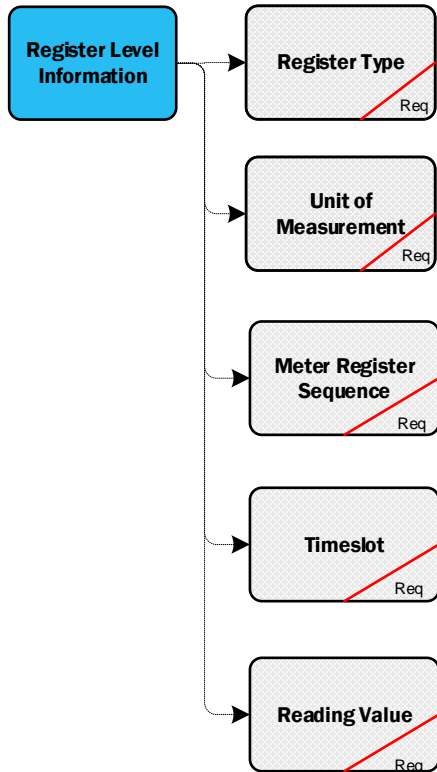 Register Level
Information
Register Type
Req
Unit of
Measurement
Req
Meter Register
Sequence
Req
Timeslot
Req
Reading Value
Req